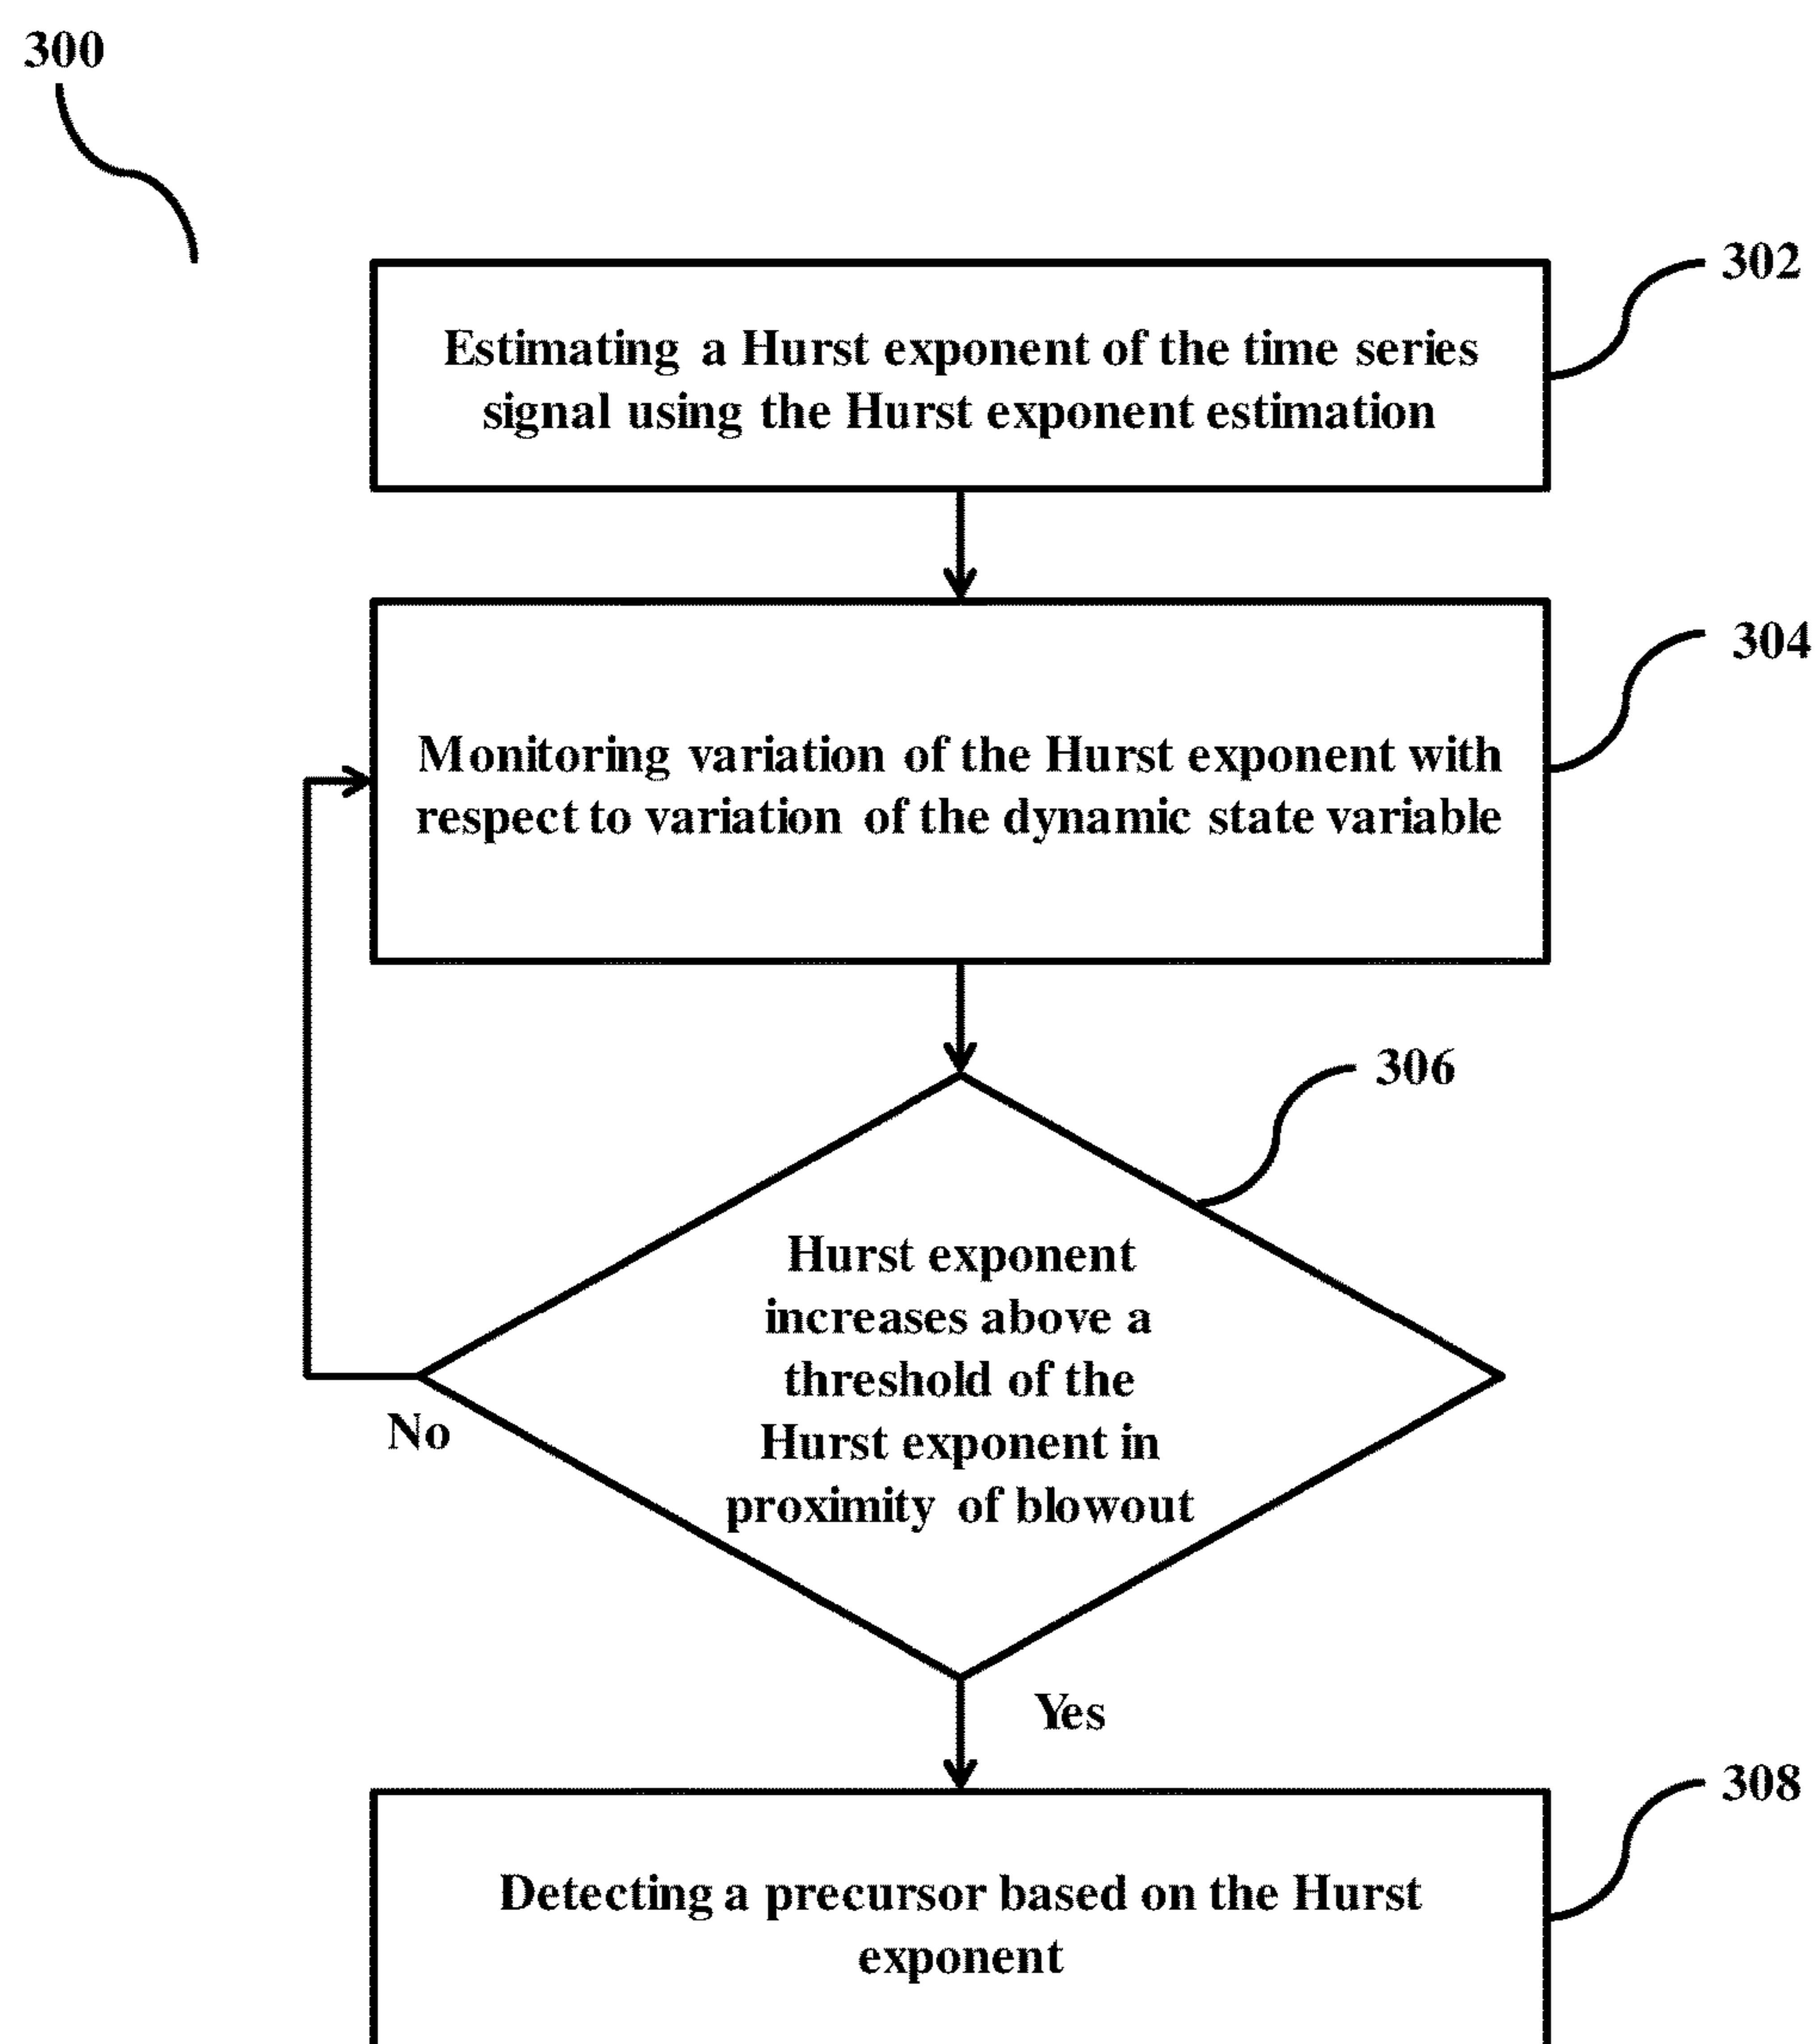 300
302
Estimating a Hurst exponent of the time series
signal using the Hurst exponent estimation
304
Monitoring variation of the Hurst exponent with
respect to variation of the dynamic state variable
306
Hurst exponent
increases above a
threshold of the
Hurst exponent in
proximity of blowout
No
Yes
308
Detecting a precursor based on the Hurst
exponent